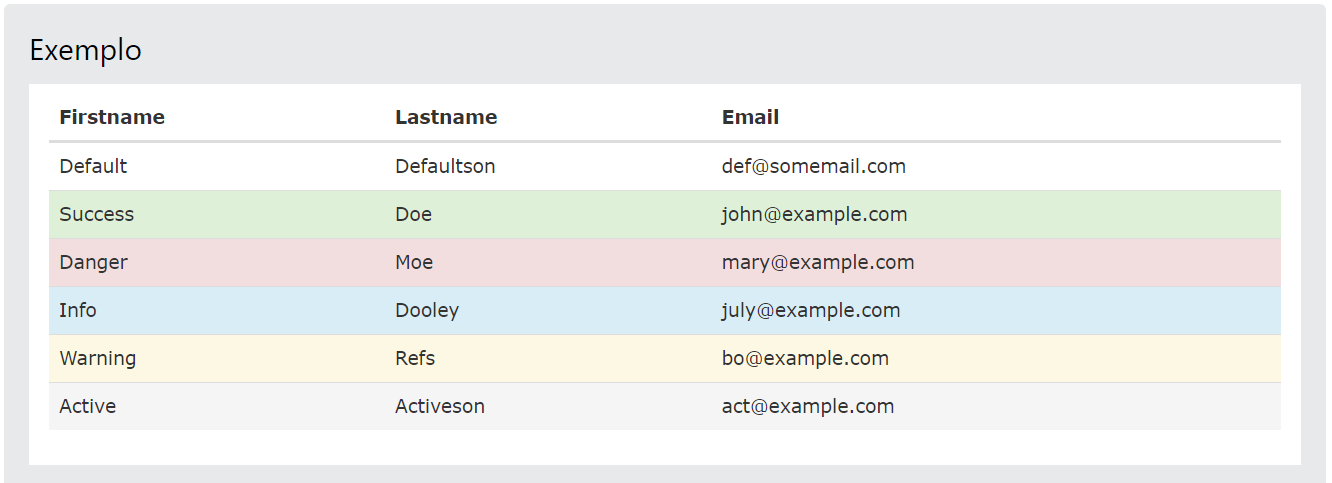 Exemplo
Firstname Lastname Email
Default Defaultson def@somemail.com
Success Doe john@example.com
Danger Moe mary@example.com
Info Dooley july@example.com
Warning Refs bo@example.com
Active Activeson act@example.com